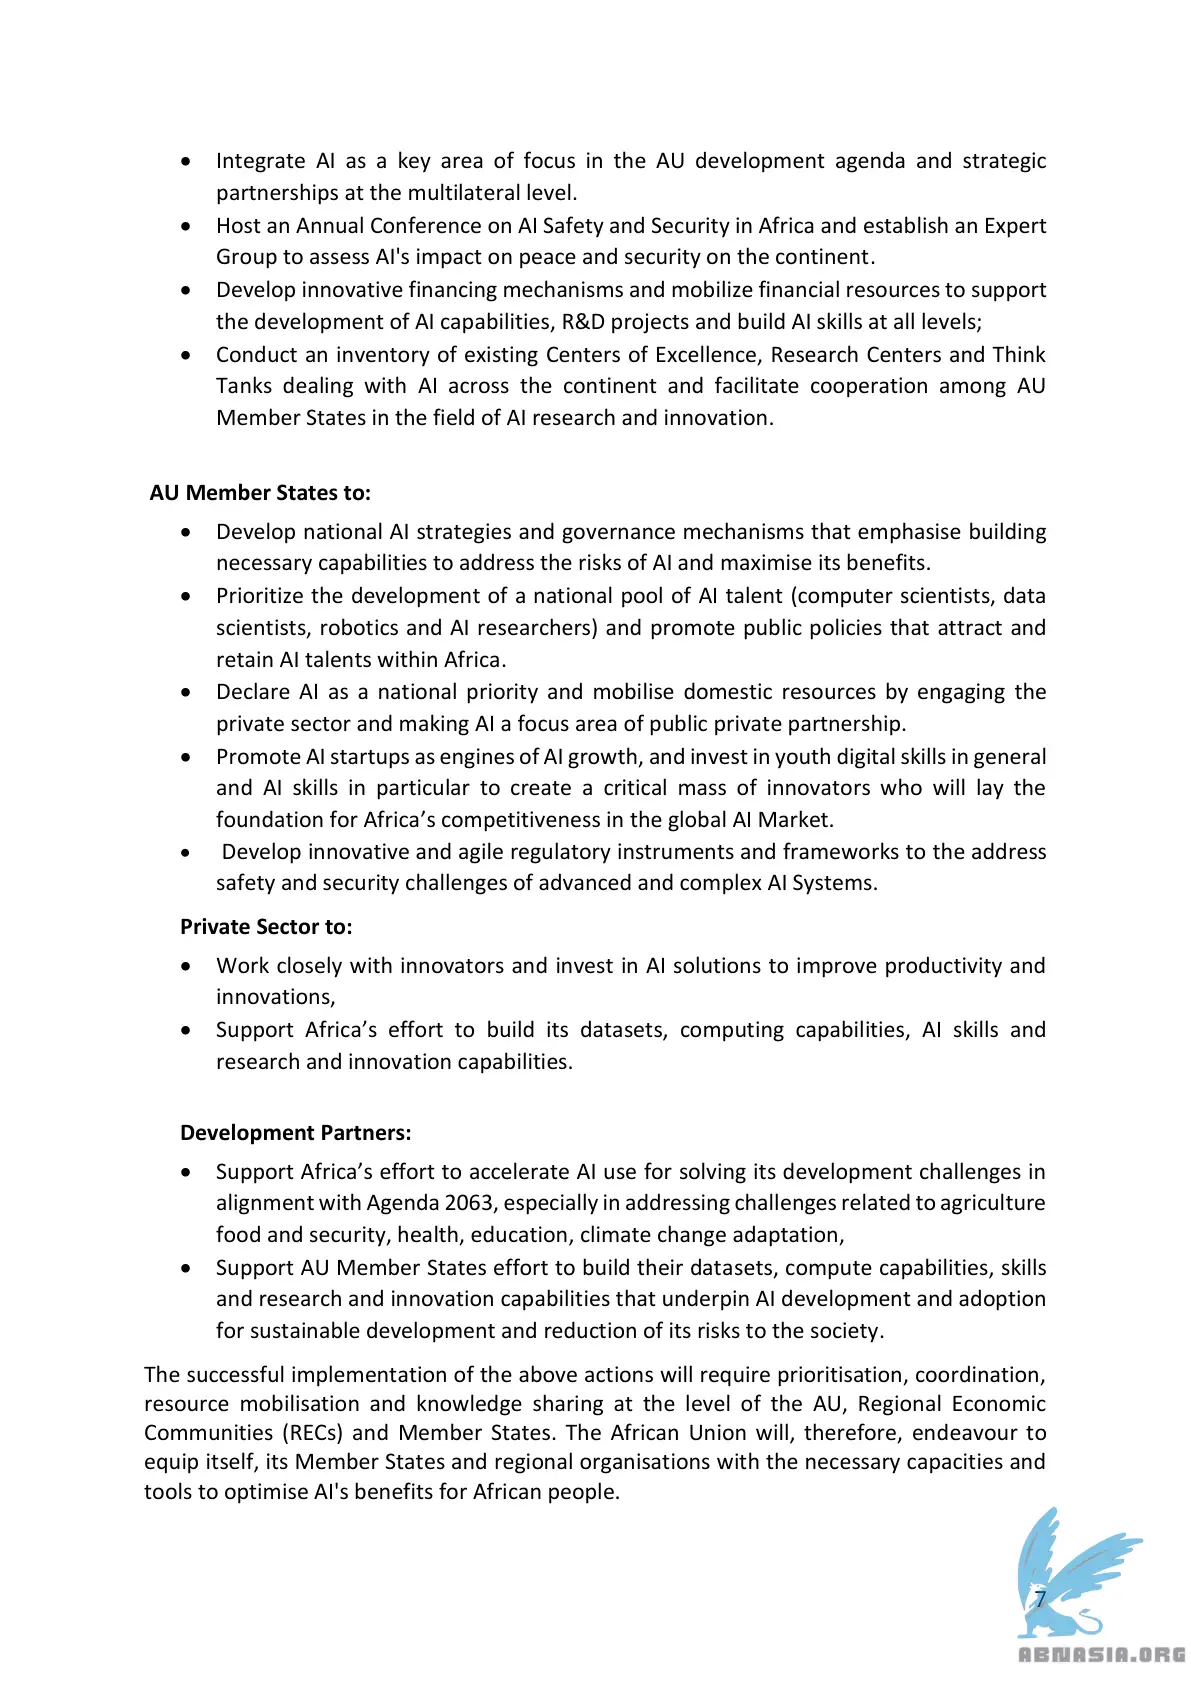 • Integrate AI as a key area of focus in the AU development agenda and strategic
partnerships at the multilateral level.
• Host an Annual Conference on AI Safety and Security in Africa and establish an Expert
Group to assess AI's impact on peace and security on the continent.
• Develop innovative financing mechanisms and mobilize financial resources to support
the development of AI capabilities, R&D projects and build AI skills at all levels;
• Conduct an inventory of existing Centers of Excellence, Research Centers and Think
Tanks dealing with AI across the continent and facilitate cooperation among AU
Member States in the field of AI research and innovation.
AU Member States to:
• Develop national AI strategies and governance mechanisms that emphasise building
necessary capabilities to address the risks of AI and maximise its benefits.
• Prioritize the development of a national pool of AI talent (computer scientists, data
scientists, robotics and AI researchers) and promote public policies that attract and
retain AI talents within Africa.
• Declare AI as a national priority and mobilise domestic resources by engaging the
private sector and making AI a focus area of public private partnership.
• Promote AI startups as engines of AI growth, and invest in youth digital skills in general
and AI skills in particular to create a critical mass of innovators who will lay the
foundation for Africa’s competitiveness in the global AI Market.
• Develop innovative and agile regulatory instruments and frameworks to the address
safety and security challenges of advanced and complex AI Systems.
Private Sector to:
• Work closely with innovators and invest in AI solutions to improve productivity and
innovations,
• Support Africa’s effort to build its datasets, computing capabilities, AI skills and
research and innovation capabilities.
Development Partners:
• Support Africa’s effort to accelerate AI use for solving its development challenges in
alignment with Agenda 2063, especially in addressing challenges related to agriculture
food and security, health, education, climate change adaptation,
• Support AU Member States effort to build their datasets, compute capabilities, skills
and research and innovation capabilities that underpin AI development and adoption
for sustainable development and reduction of its risks to the society.
The successful implementation of the above actions will require prioritisation, coordination,
resource mobilisation and knowledge sharing at the level of the AU, Regional Economic
Communities (RECs) and Member States. The African Union will, therefore, endeavour to
equip itself, its Member States and regional organisations with the necessary capacities and
tools to optimise AI's benefits for African people.
7
ABNASIA.ORG